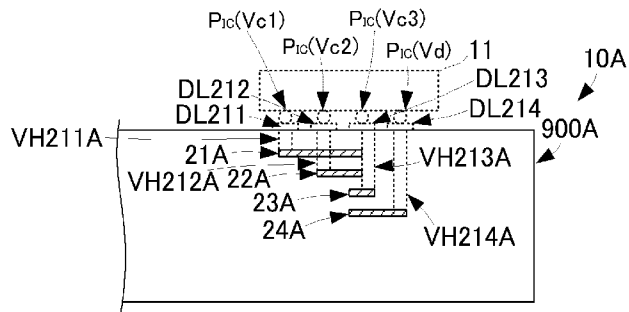 PIC(Vc1) PIC(Vc3)
PIC(Vc2) 11
PIC(Vd) 10A
DL212 DL213
DL211 DL214
VH211A 900A
21A VH213A
VH212A 22A
23A
24A VH214A